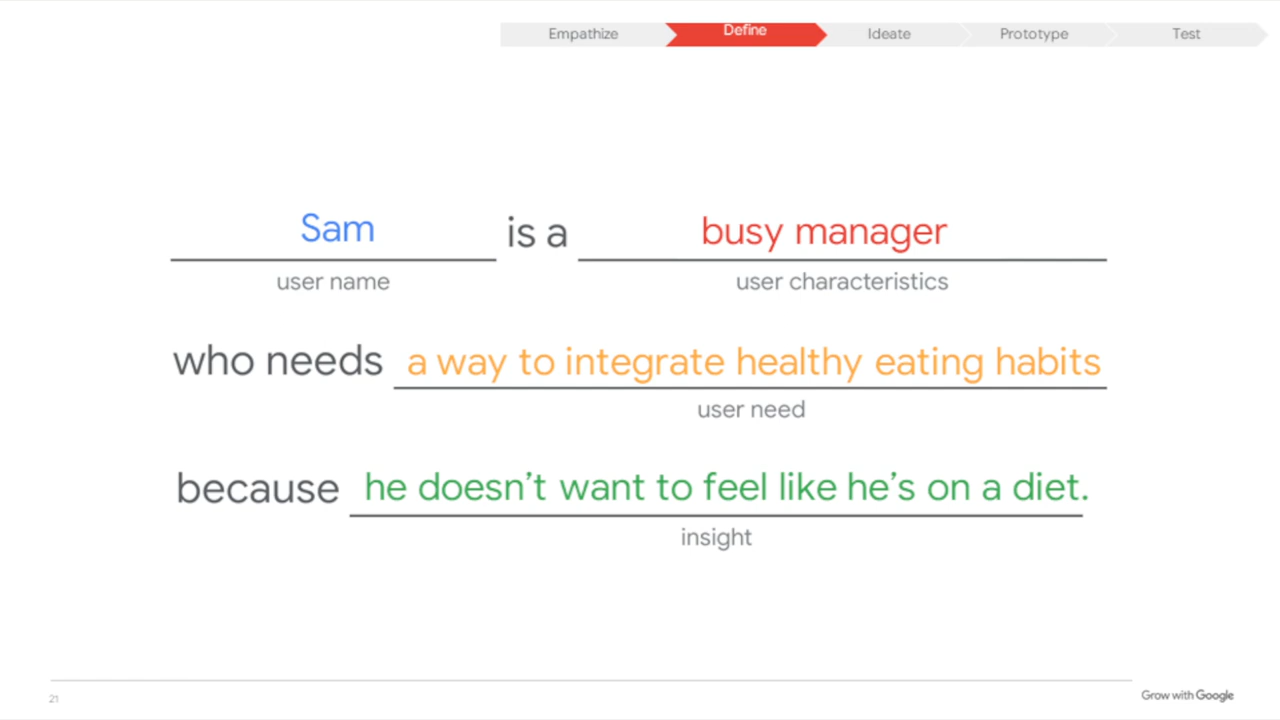 Empathize Define Ideate Prototype Test
Sam is a busy manager
user name user characteristics
who needs a way to integrate healthy eating habits
user need
because he doesn't want to feel like he's on a diet.
insight
21 Grow with Google